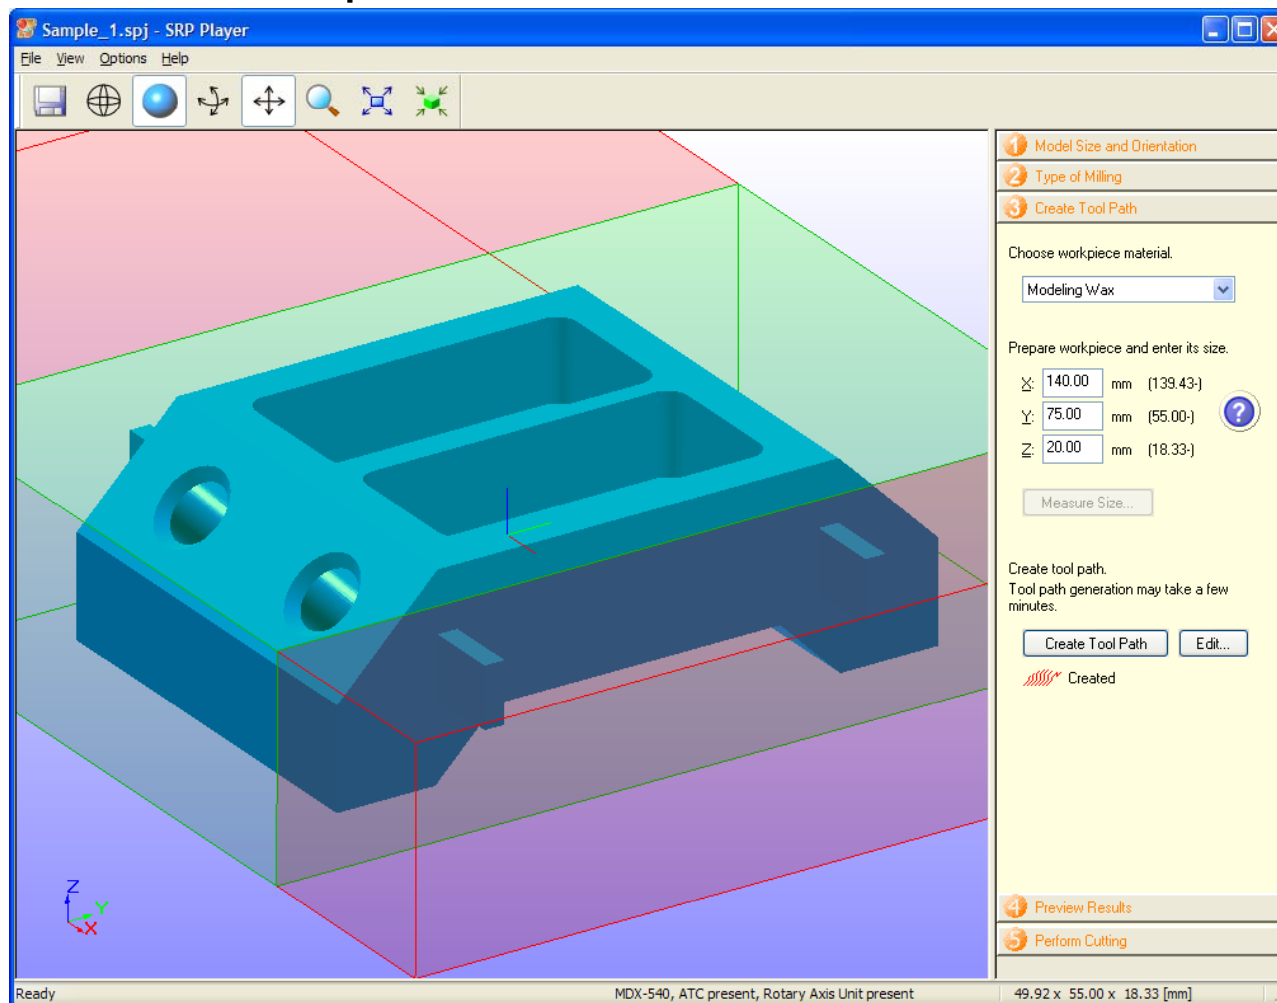 Sample_1.spj - SRP Player
File View Options Help
1 Model Size and Orientation
2 Type of Milling
3 Create Tool Path
Choose workpiece material.
Modeling Wax
Prepare workpiece and enter its size.
X: 140.00 mm (139.43-)
Y: 75.00 mm (55.00-)
?
Z: 20.00 mm (18.33-)
Measure Size...
Create tool path.
Tool path generation may take a few
minutes.
Create Tool Path Edit...
Created
Z
Y
X
4 Preview Results
5 Perform Cutting
Ready MDX-540, ATC present, Rotary Axis Unit present 49.92 x 55.00 x 18.33 [mm]